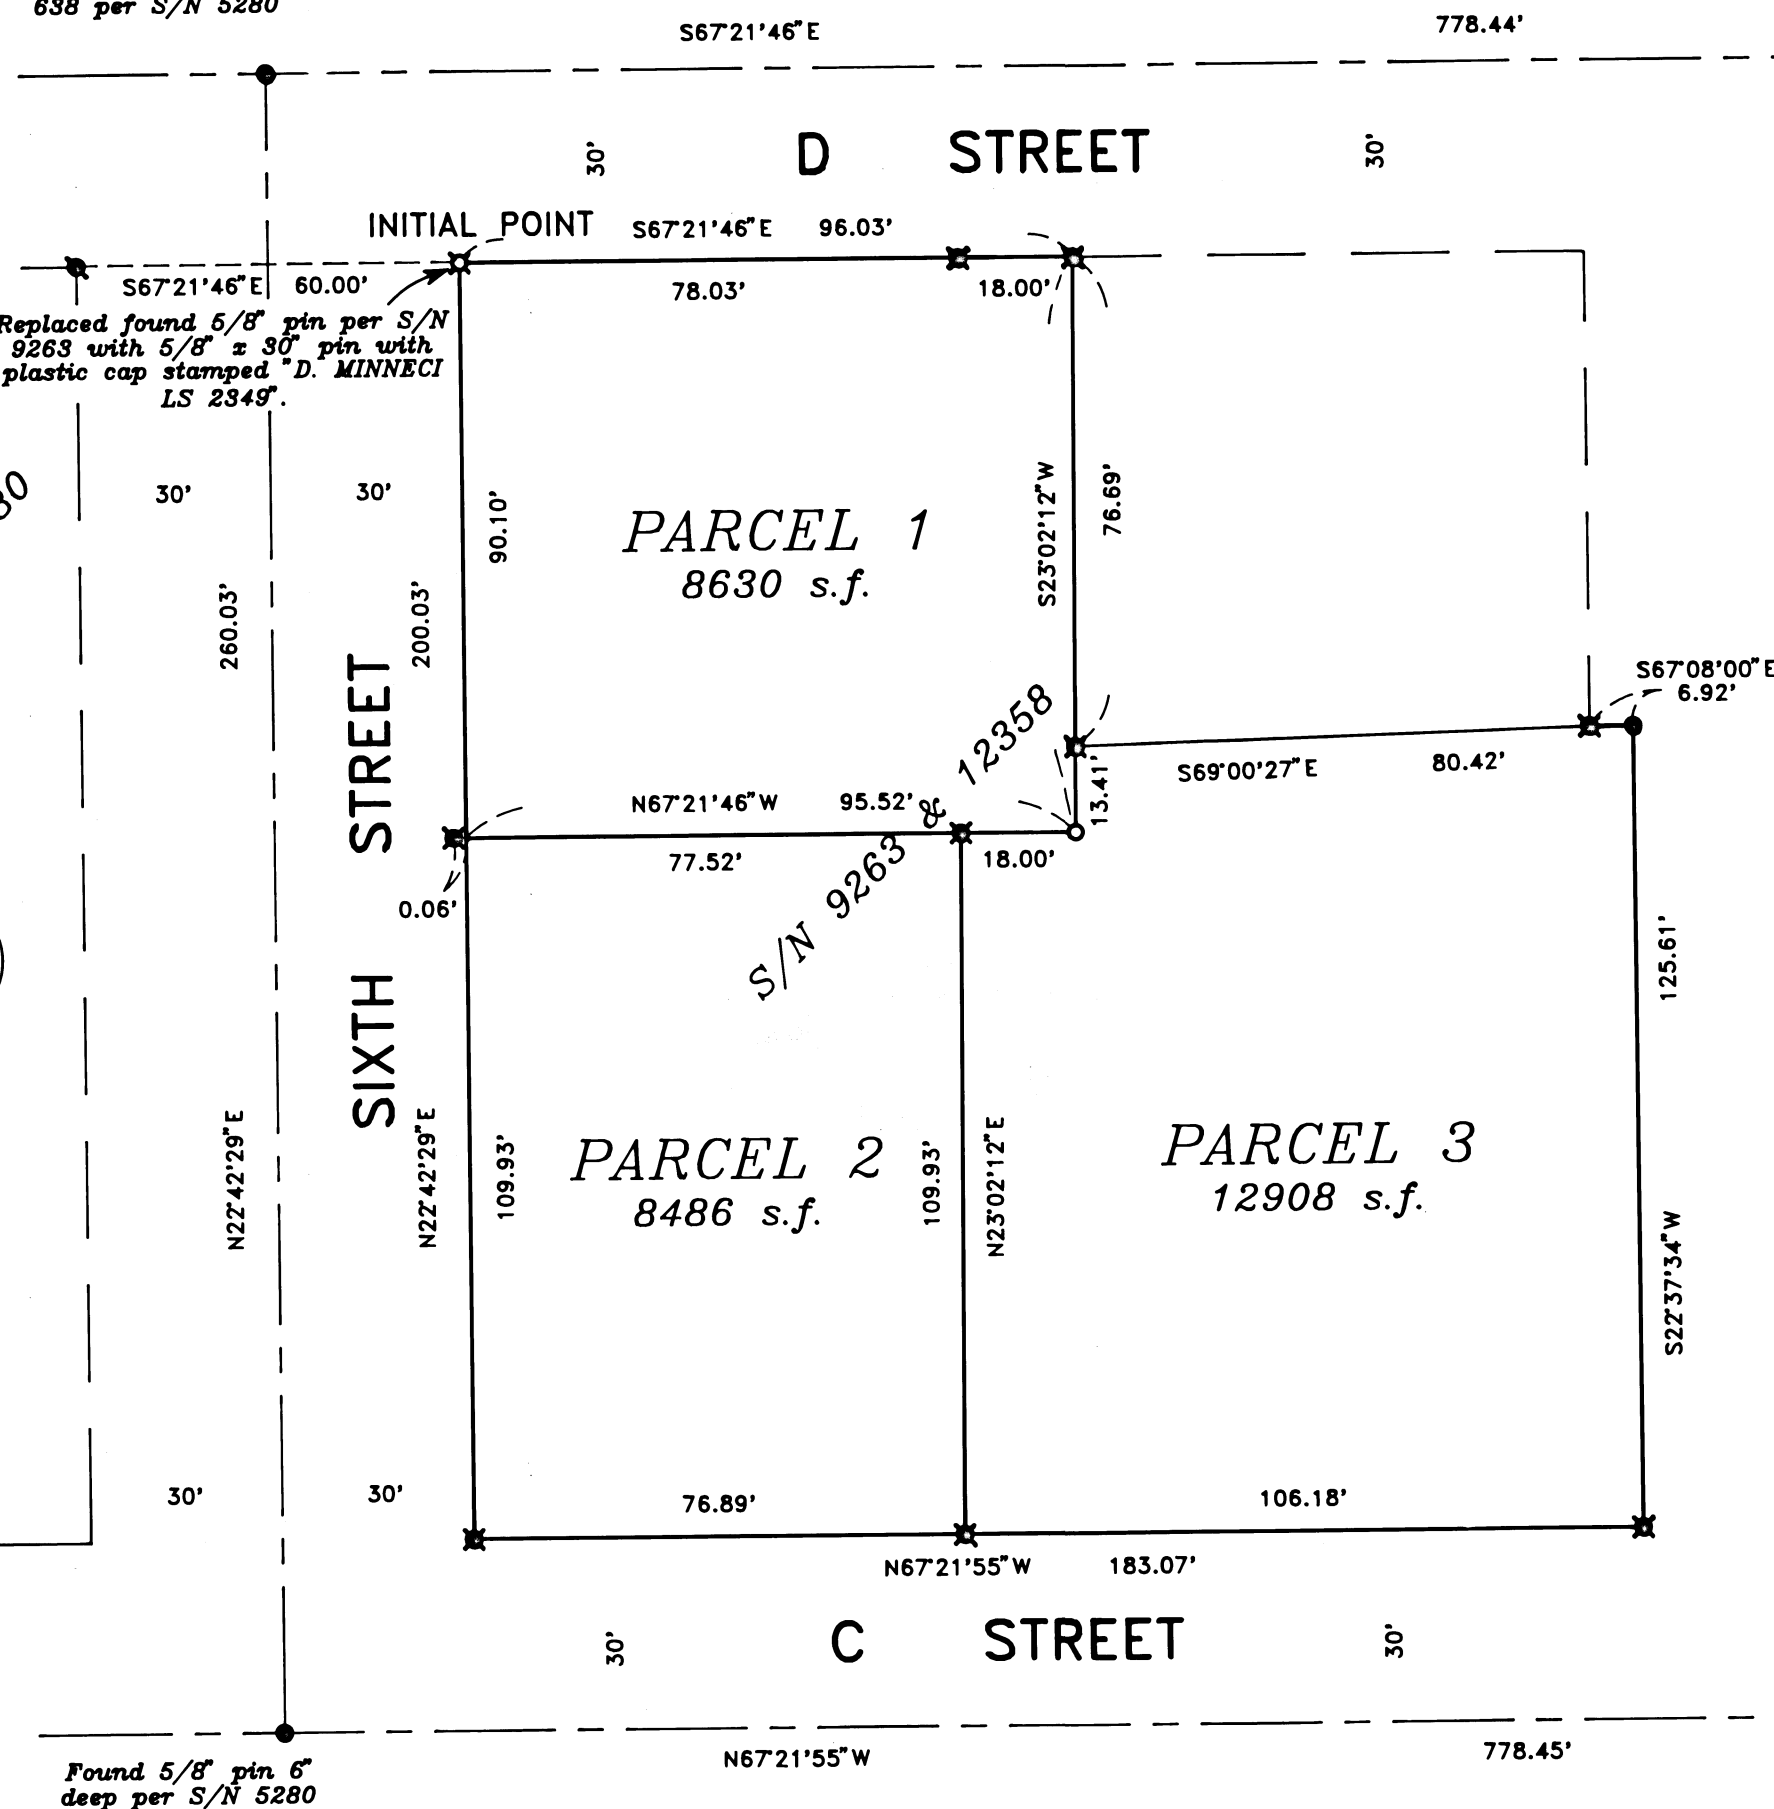 638 per S/N 5280
S67°21'46"E 778.44'
D STREET
30'
30'
INITIAL POINT
S67°21'46"E 96.03'
S67°21'46"E 60.00'
78.03'
18.00'
Replaced found 5/8" pin per S/N
9263 with 5/8" x 30" pin with
plastic cap stamped "D. MINNECI
LS 2349".
30'
30'
90.10'
PARCEL 1
8630 s.f.
S23°02'12"W
76.69'
260.03'
200.03'
SIXTH STREET
S67°08'00"E
6.92'
S69°00'27"E 80.42'
13.41'
N67°21'46"W 95.52'
77.52'
18.00'
0.06'
S/N 9263 & 12358
125.61'
N22°42'29"E
N22°42'29"E
109.93'
PARCEL 2
8486 s.f.
109.93'
N23°02'12"E
PARCEL 3
12908 s.f.
S22°37'34"W
30'
30'
76.89'
106.18'
N67°21'55"W 183.07'
C STREET
30'
30'
N67°21'55"W 778.45'
Found 5/8" pin 6"
deep per S/N 5280